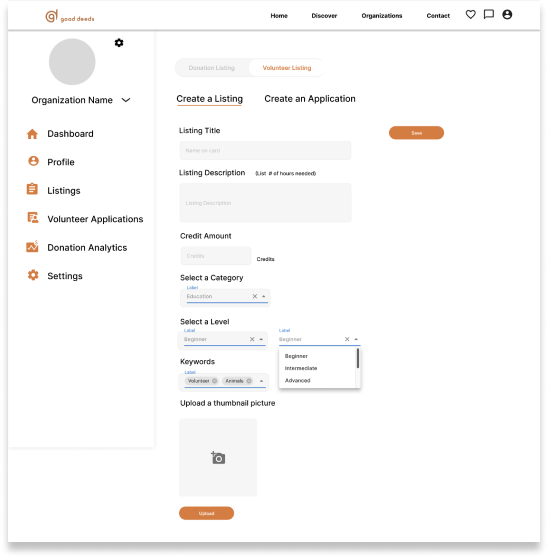 good deeds
Home Discover Organizations Contact
Donation Listing Volunteer Listing
Organization Name
Create a Listing Create an Application
Dashboard
Profile
Listings
Volunteer Applications
Donation Analytics
Settings
Listing Title
Save
Name on card
Listing Description (List # of hours needed)
Listing Description
Credit Amount
Credits
Credits
Select a Category
Label
Education
Select a Level
Label
Beginner
Label
Beginner
Beginner
Intermediate
Advanced
Keywords
Label
Volunteer Animals
Upload a thumbnail picture
Upload